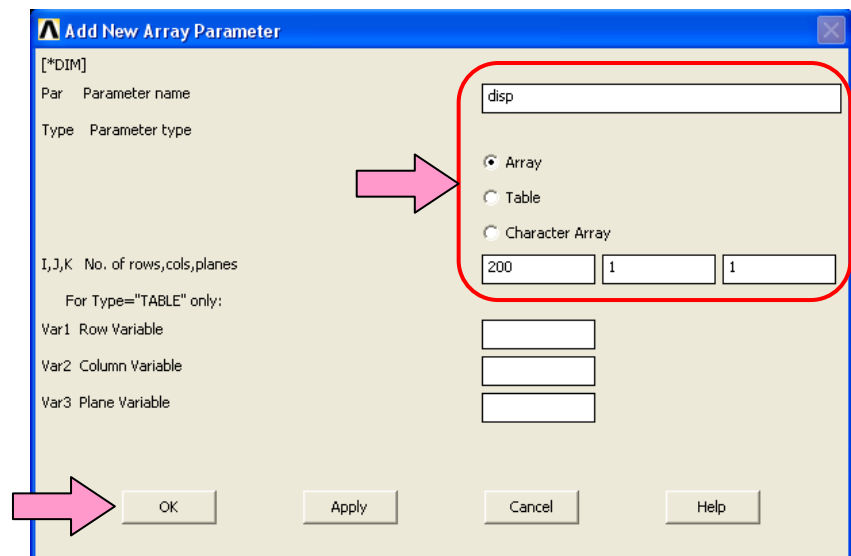 Add New Array Parameter
[*DIM]
Par Parameter name disp
Type Parameter type
Array
Table
Character Array
I,J,K No. of rows,cols,planes 200 1 1
For Type="TABLE" only:
Var1 Row Variable
Var2 Column Variable
Var3 Plane Variable
OK Apply Cancel Help